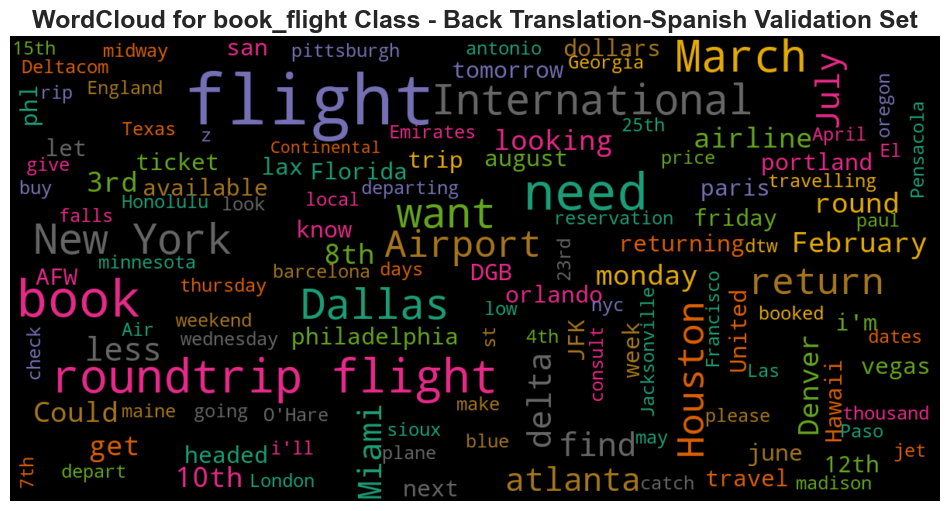 WordCloud for book_flight Class - Back Translation-Spanish Validation Set
15th midway san pittsburgh antonio dollars March
Deltacom flight tomorrow Georgia July
rip England International oregon
phl Texas z Emirates 25th airline April
let Continental looking El Pensacola
give ticket lax Florida trip august price portland
buy 3rd available departing need paris travelling
Honolulu look local want reservation friday round
falls know paul
New York 8th Airport 23rd returning dtw February
minnesota barcelona days DGB monday return
AFW thursday orlando
book Dallas low nyc Francisco United booked i'm
check Air weekend philadelphia st 4th JFK week Jacksonville Houston dates
less wednesday consult Denver vegas
roundtrip flight delta Las Hawaii
Could maine going O'Hare make please thousand
Miami sioux blue find may Paso
get headed i'll plane june jet
7th depart 10th London next atlanta catch travel 12th madison